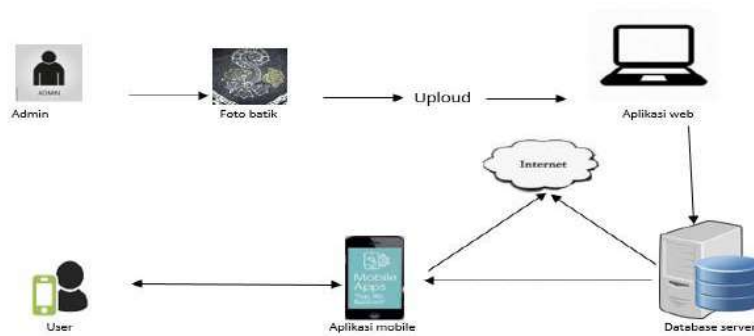 ADMIN
Admin
Foto batik
Uploud
Aplikasi web
Internet
User
Mobile
Apps
Aplikasi mobile
Database server